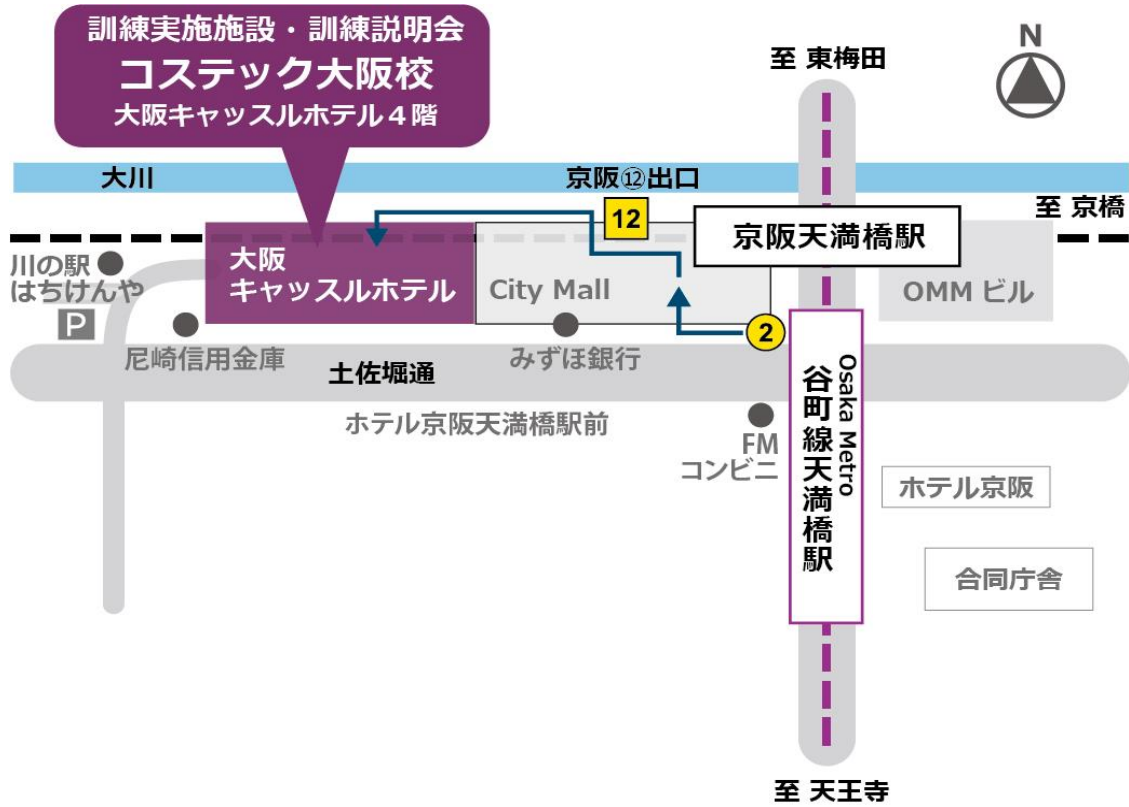 訓練実施施設・訓練説明会
コステック大阪校
大阪キャッスルホテル4階
至 東梅田
N
大川
京阪⑫出口
至 京橋
12
京阪天満橋駅
川の駅
はちけんや
P
大阪
キャッスルホテル
City Mall
OMM ビル
2
尼崎信用金庫
みずほ銀行
土佐堀通
ホテル京阪天満橋駅前
FM
コンビニ
Osaka Metro
谷町線天満橋駅
ホテル京阪
合同庁舎
至 天王寺